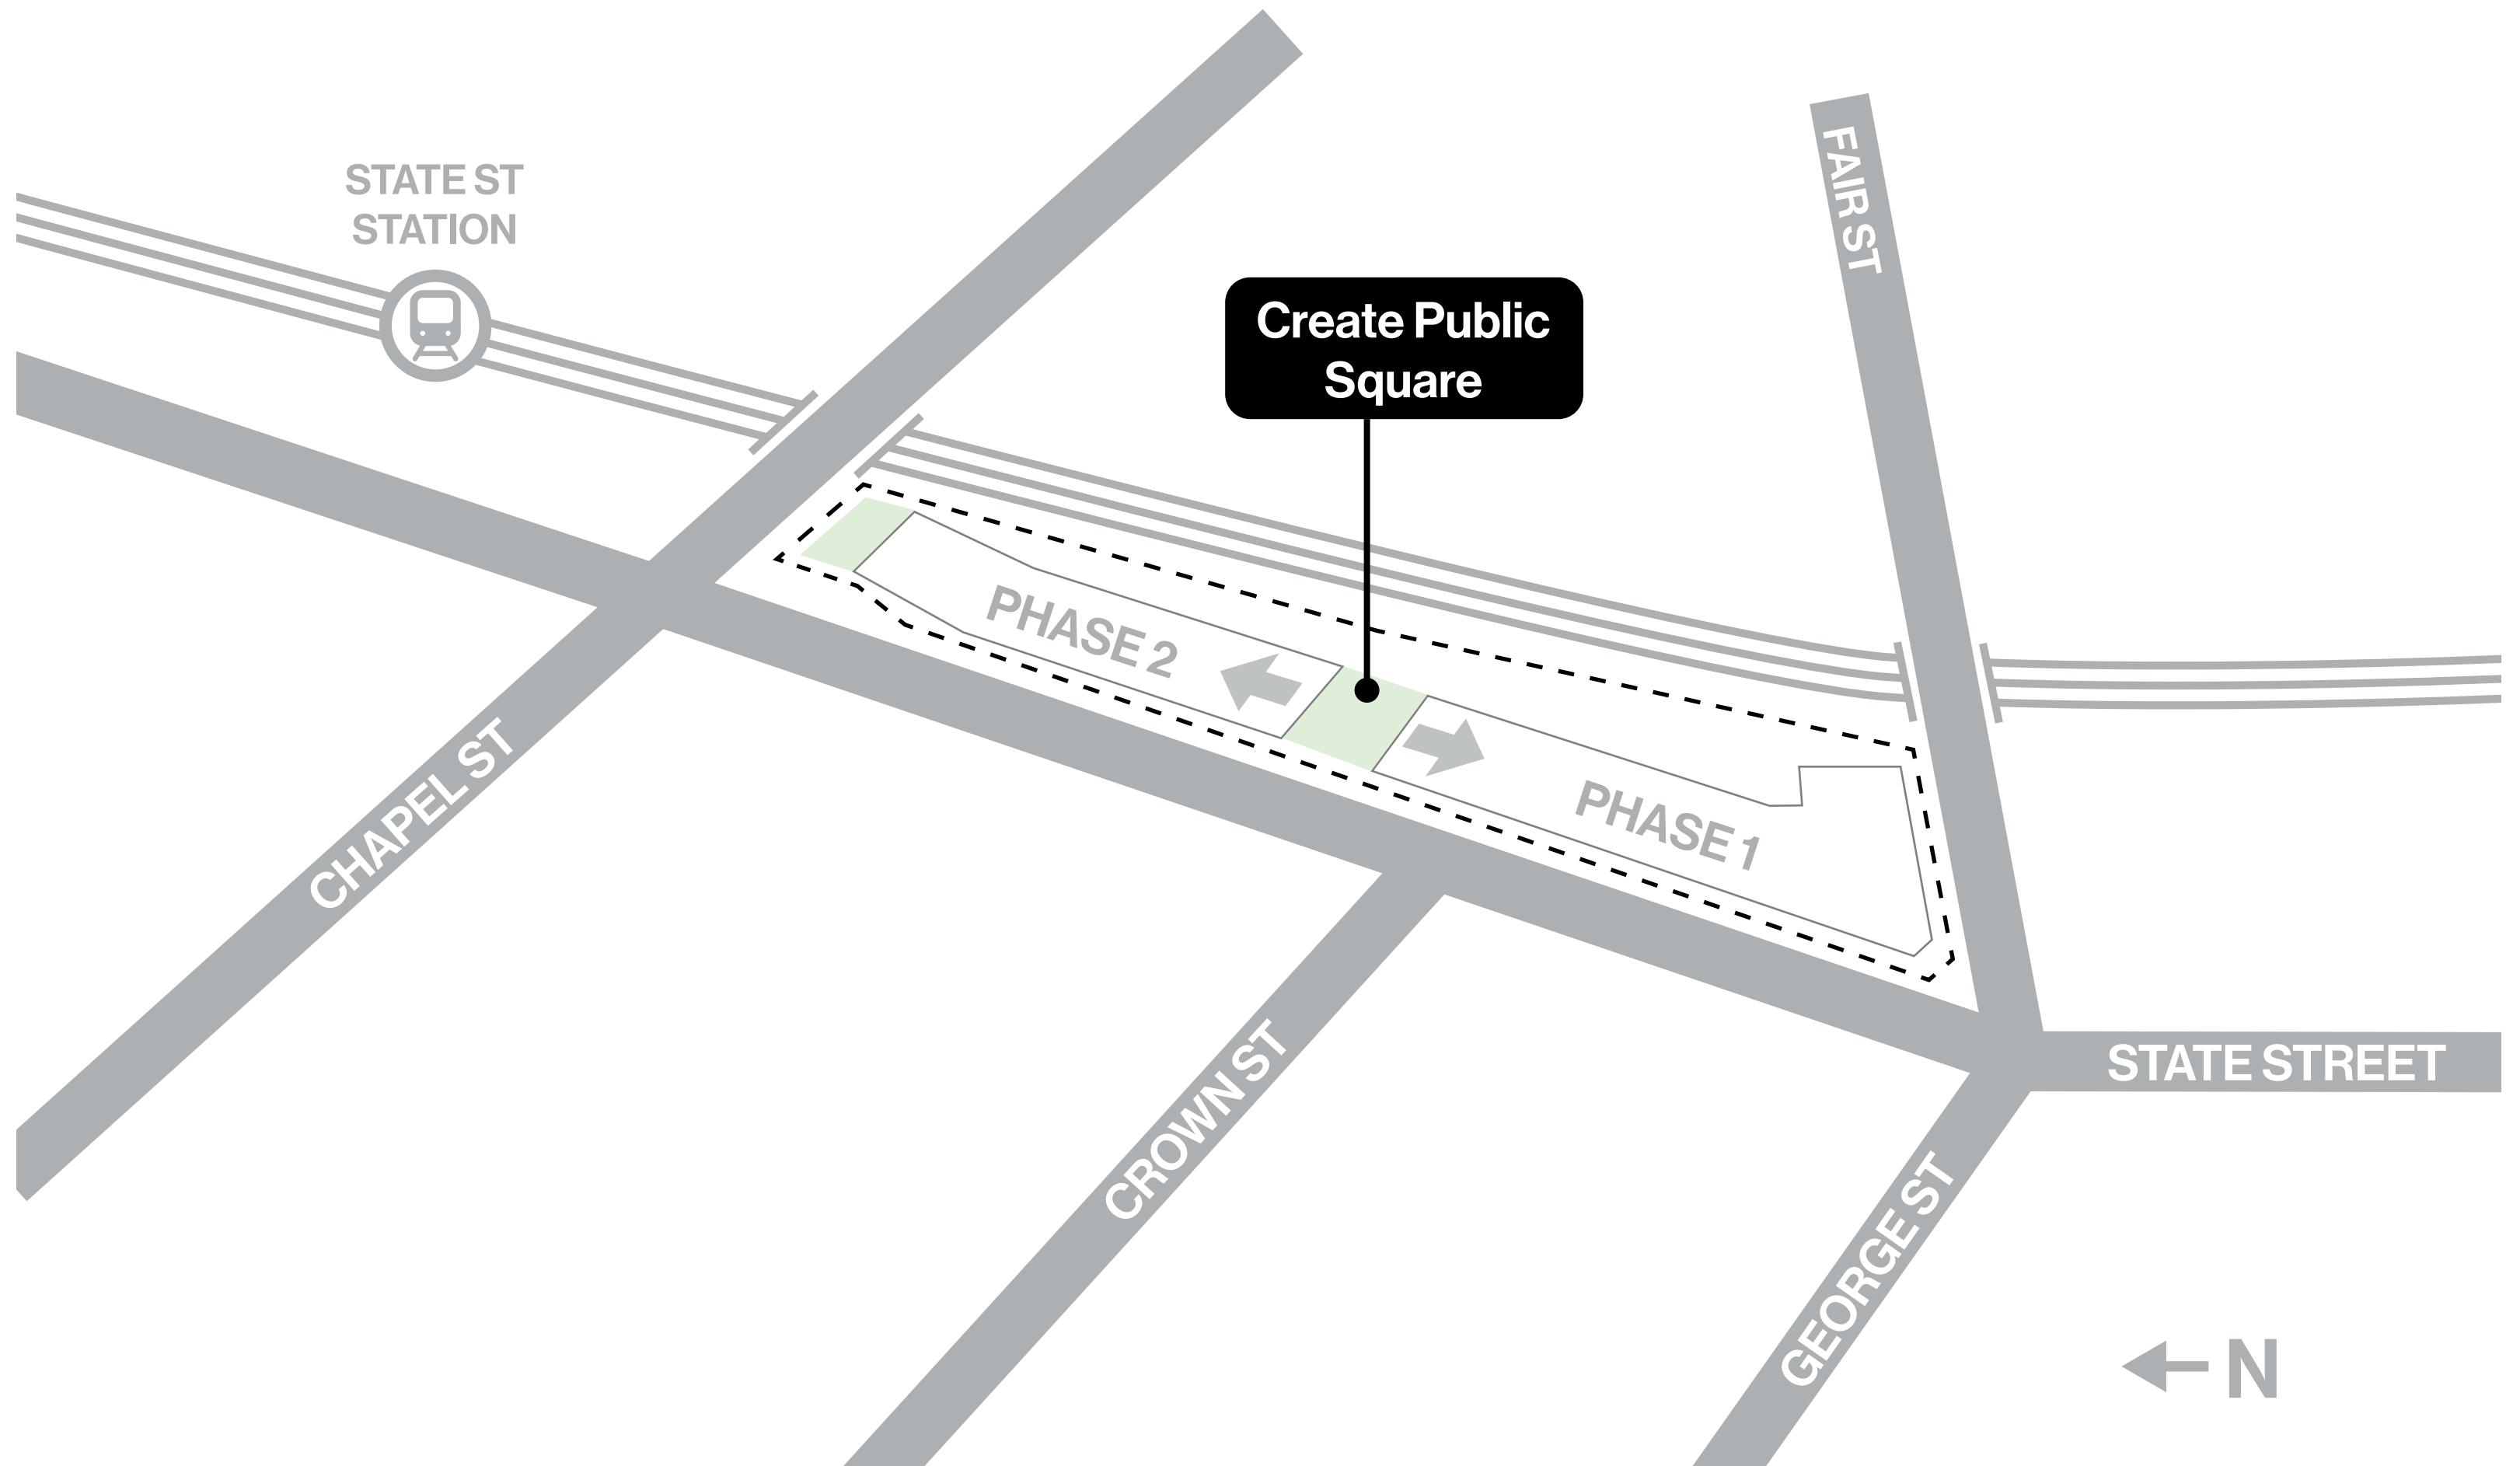 STATE ST
STATION
FAIR ST
Create Public
Square
PHASE 2
PHASE 1
CHAPEL ST
CROWN ST
STATE STREET
GEORGE ST
N